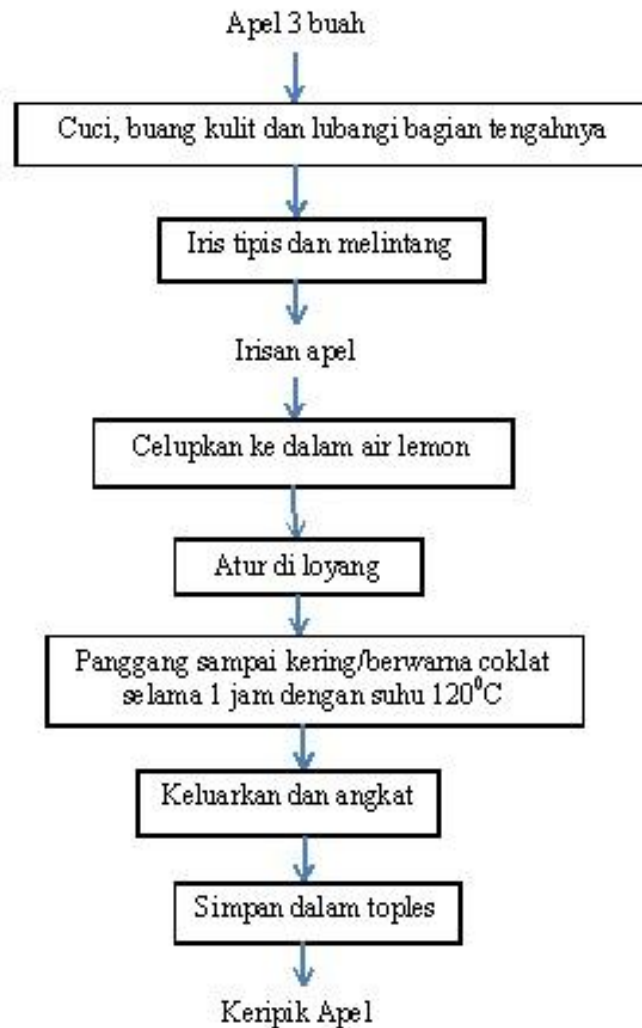 Apel 3 buah
Cuci, buang kulit dan lubangi bagian tengahnya
Iris tipis dan melintang
Irisan apel
Celupkan ke dalam air lemon
Atur di loyang
Panggang sampai kering/berwarna coklat
selama 1 jam dengan suhu 120⁰C
Keluarkan dan angkat
Simpan dalam toples
Keripik Apel